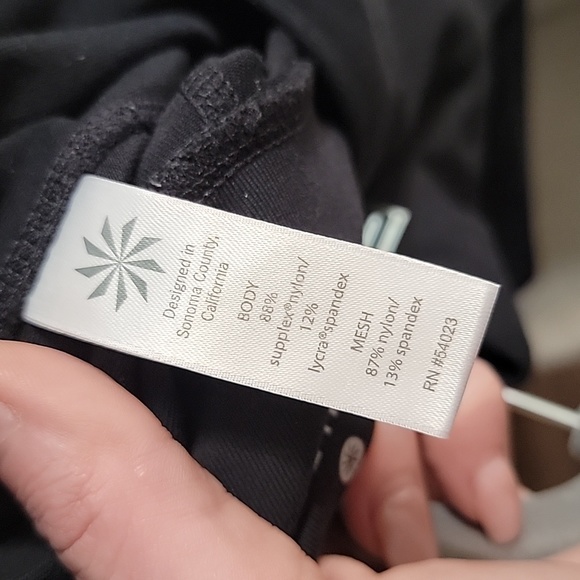 Designed in
Sonoma County,
California
BODY
88%
supplex®nylon/
12%
lycra®spandex
MESH
87% nylon/
13% spandex
RN #54023